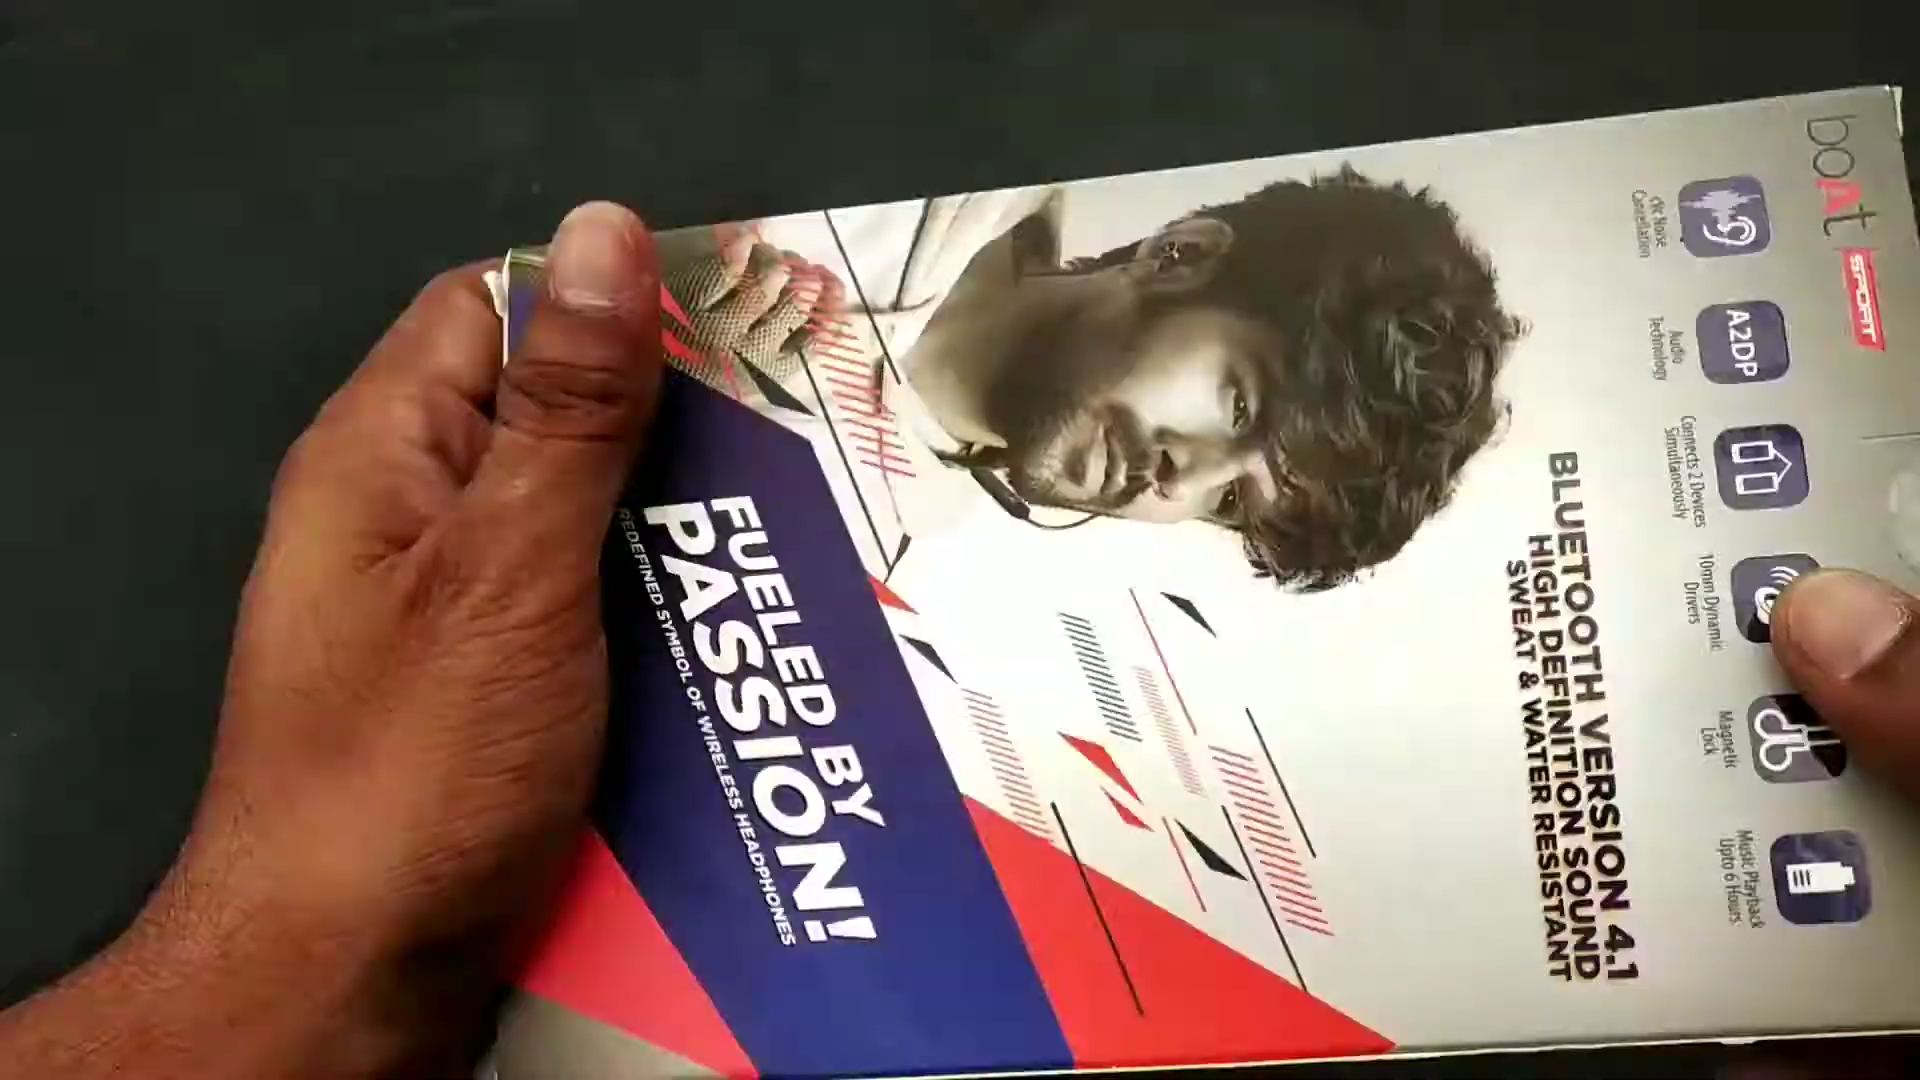 boAt
SPORT
cVc Noise
Cancellation
A2DP
Audio
Technology
Connects 2 Devices
Simultaneously
10mm Dynamic
Drivers
Magnetic
Lock
Music Playback
Upto 6 Hours
BLUETOOTH VERSION 4.1
HIGH DEFINITION SOUND
SWEAT & WATER RESISTANT
FUELED BY
PASSION!
REDEFINED SYMBOL OF WIRELESS HEADPHONES